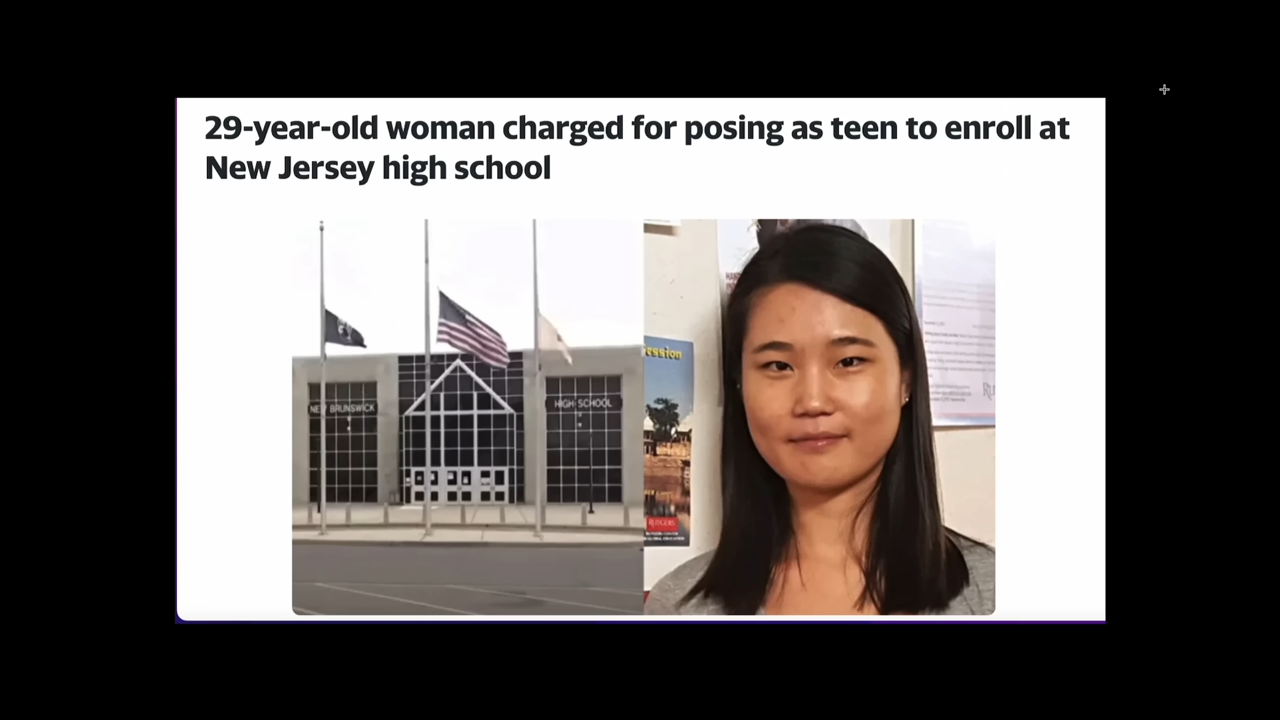 29-year-old woman charged for posing as teen to enroll at
New Jersey high school
NEW BRUNSWICK
HIGH SCHOOL
ession
RUTGERS